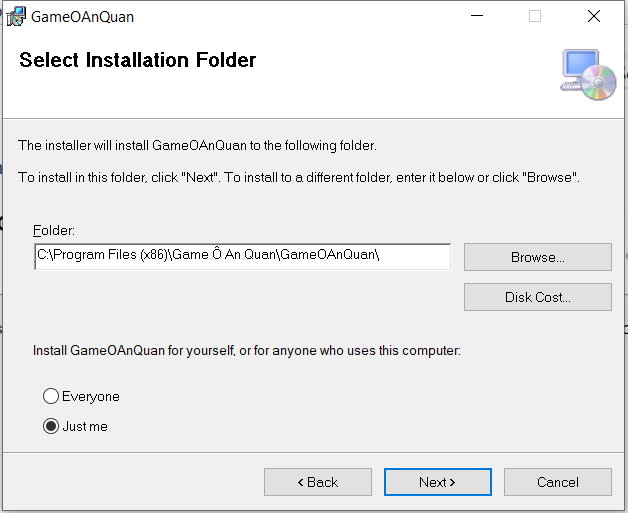 GameOAnQuan
Select Installation Folder
The installer will install GameOAnQuan to the following folder.
To install in this folder, click "Next". To install to a different folder, enter it below or click "Browse".
Folder:
C:\Program Files (x86)\Game Ô An Quan\GameOAnQuan\
Browse...
Disk Cost...
Install GameOAnQuan for yourself, or for anyone who uses this computer:
Everyone
Just me
< Back
Next >
Cancel